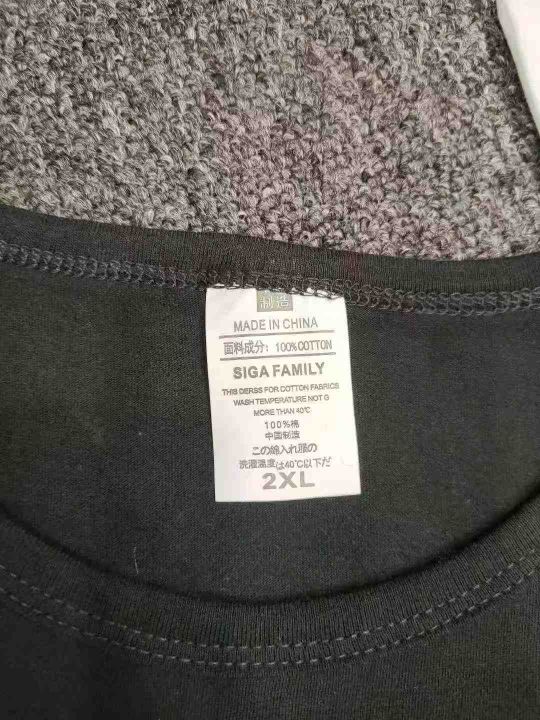 制造
MADE IN CHINA
面料成分：100%COTTON
SIGA FAMILY
THIS DERSS FOR COTTON FABRICS
WASH TEMPERATURE NOT G
MORE THAN 40℃
100%棉
中国制造
この綿入れ服の
洗濯温度は40℃以下だ
2XL